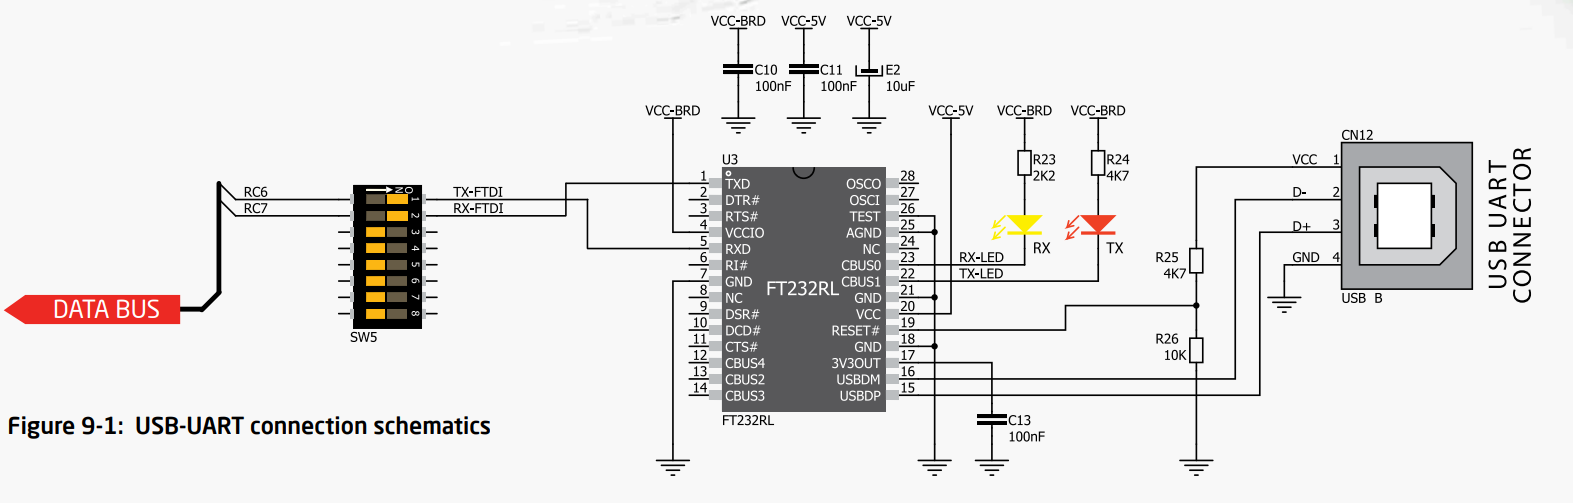 VCC-BRD VCC-5V VCC-5V
C10 100nF
C11 100nF
E2 10uF
VCC-BRD
VCC-5V VCC-BRD VCC-BRD
R23 2K2
R24 4K7
RX
TX
RX-LED
TX-LED
RC6
RC7
DATA BUS
O N
1
2
3
4
5
6
7
8
SW5
TX-FTDI
RX-FTDI
U3
1 TXD
2 DTR#
3 RTS#
4 VCCIO
5 RXD
6 RI#
7 GND
8 NC
9 DSR#
10 DCD#
11 CTS#
12 CBUS4
13 CBUS2
14 CBUS3
FT232RL
OSCO 28
OSCI 27
TEST 26
AGND 25
NC 24
CBUS0 23
CBUS1 22
GND 21
VCC 20
RESET# 19
GND 18
3V3OUT 17
USBDM 16
USBDP 15
FT232RL
C13
100nF
R25
4K7
R26
10K
CN12
VCC 1
D- 2
D+ 3
GND 4
USB B
USB UART
CONNECTOR
Figure 9-1: USB-UART connection schematics